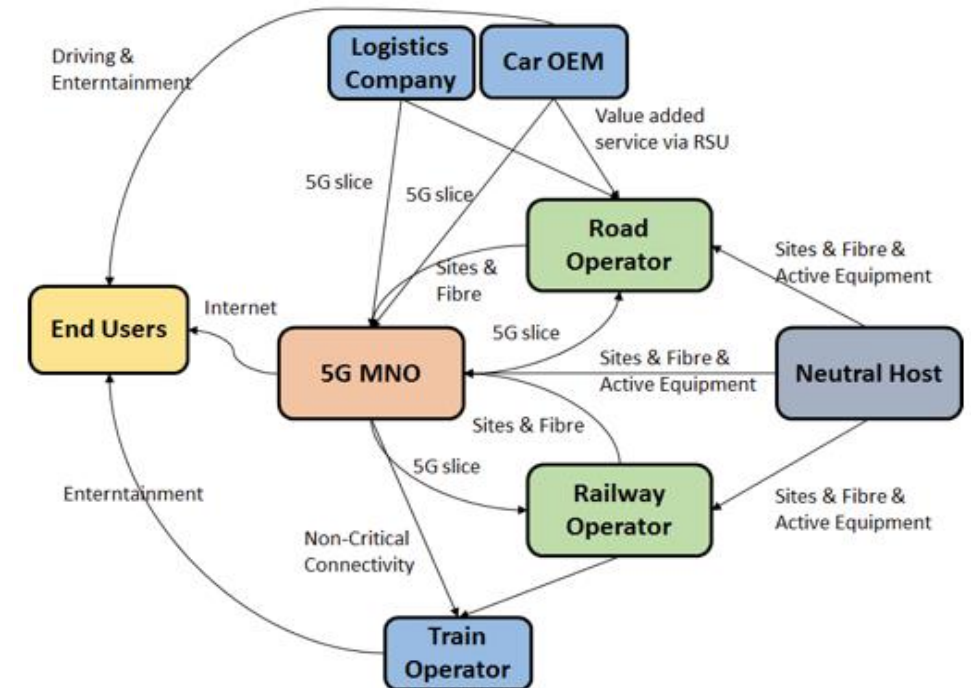 Logistics
Company
Car OEM
Driving &
Enterntainment
Value added
service via RSU
5G slice
5G slice
Road
Operator
Sites &
Fibre
Sites & Fibre &
Active Equipment
Internet
End Users
5G slice
5G MNO
Sites & Fibre &
Active Equipment
Neutral Host
Sites & Fibre
5G slice
Enterntainment
Railway
Operator
Sites & Fibre &
Active Equipment
Non-Critical
Connectivity
Train
Operator